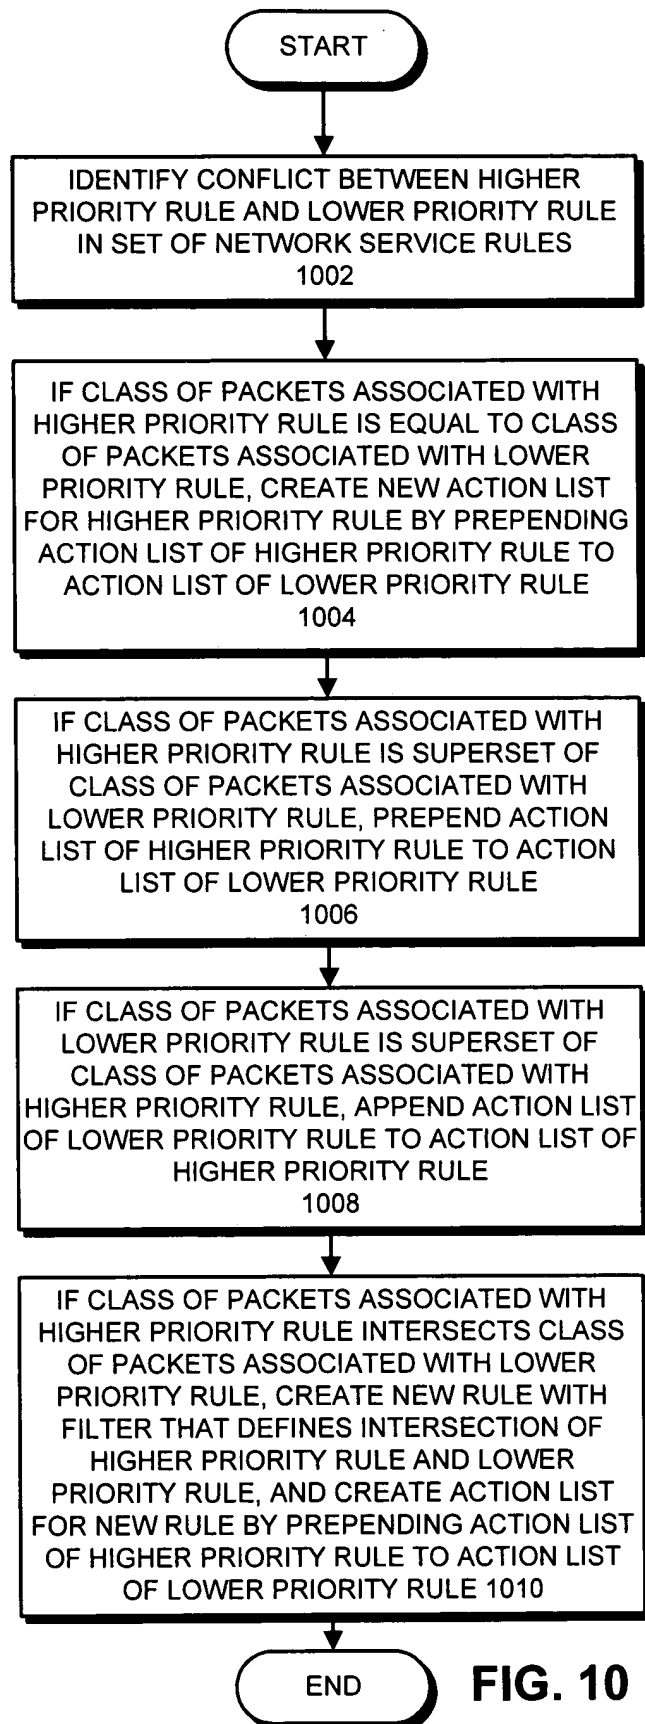 START
IDENTIFY CONFLICT BETWEEN HIGHER
PRIORITY RULE AND LOWER PRIORITY RULE
IN SET OF NETWORK SERVICE RULES
1002
IF CLASS OF PACKETS ASSOCIATED WITH
HIGHER PRIORITY RULE IS EQUAL TO CLASS
OF PACKETS ASSOCIATED WITH LOWER
PRIORITY RULE, CREATE NEW ACTION LIST
FOR HIGHER PRIORITY RULE BY PREPENDING
ACTION LIST OF HIGHER PRIORITY RULE TO
ACTION LIST OF LOWER PRIORITY RULE
1004
IF CLASS OF PACKETS ASSOCIATED WITH
HIGHER PRIORITY RULE IS SUPERSET OF
CLASS OF PACKETS ASSOCIATED WITH
LOWER PRIORITY RULE, PREPEND ACTION
LIST OF HIGHER PRIORITY RULE TO ACTION
LIST OF LOWER PRIORITY RULE
1006
IF CLASS OF PACKETS ASSOCIATED WITH
LOWER PRIORITY RULE IS SUPERSET OF
CLASS OF PACKETS ASSOCIATED WITH
HIGHER PRIORITY RULE, APPEND ACTION LIST
OF LOWER PRIORITY RULE TO ACTION LIST OF
HIGHER PRIORITY RULE
1008
IF CLASS OF PACKETS ASSOCIATED WITH
HIGHER PRIORITY RULE INTERSECTS CLASS
OF PACKETS ASSOCIATED WITH LOWER
PRIORITY RULE, CREATE NEW RULE WITH
FILTER THAT DEFINES INTERSECTION OF
HIGHER PRIORITY RULE AND LOWER
PRIORITY RULE, AND CREATE ACTION LIST
FOR NEW RULE BY PREPENDING ACTION LIST
OF HIGHER PRIORITY RULE TO ACTION LIST
OF LOWER PRIORITY RULE 1010
END
FIG. 10